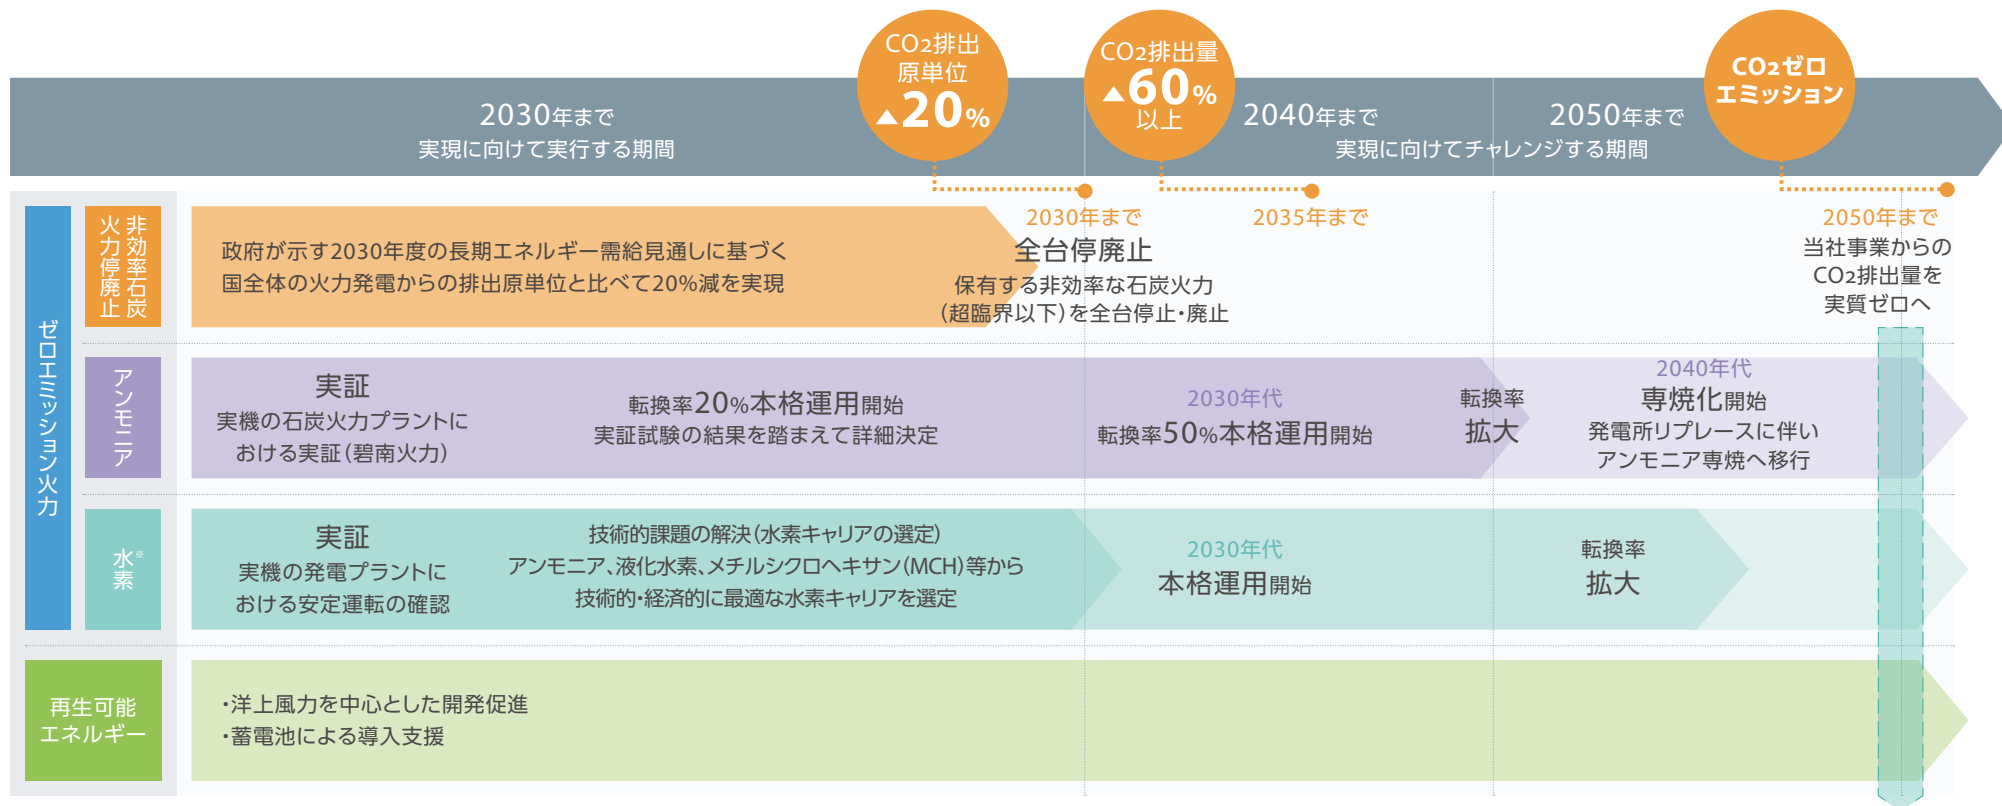 CO2排出
原単位
▲20%
CO2排出量
▲60%
以上
CO2ゼロ
エミッション
2030年まで
実現に向けて実行する期間
2040年まで
2050年まで
実現に向けてチャレンジする期間
2030年まで
2035年まで
2050年まで
ゼロエミッション火力
非効率石炭
火力停廃止
政府が示す2030年度の長期エネルギー需給見通しに基づく
国全体の火力発電からの排出原単位と比べて20%減を実現
全台停廃止
保有する非効率な石炭火力
（超臨界以下）を全台停止・廃止
当社事業からの
CO2排出量を
実質ゼロへ
アンモニア
実証
実機の石炭火力プラントに
おける実証（碧南火力）
転換率20%本格運用開始
実証試験の結果を踏まえて詳細決定
2030年代
転換率50%本格運用開始
転換率
拡大
2040年代
専焼化開始
発電所リプレースに伴い
アンモニア専焼へ移行
水素※
実証
実機の発電プラントに
おける安定運転の確認
技術的課題の解決（水素キャリアの選定）
アンモニア、液化水素、メチルシクロヘキサン（MCH）等から
技術的・経済的に最適な水素キャリアを選定
2030年代
本格運用開始
転換率
拡大
再生可能
エネルギー
・洋上風力を中心とした開発促進
・蓄電池による導入支援